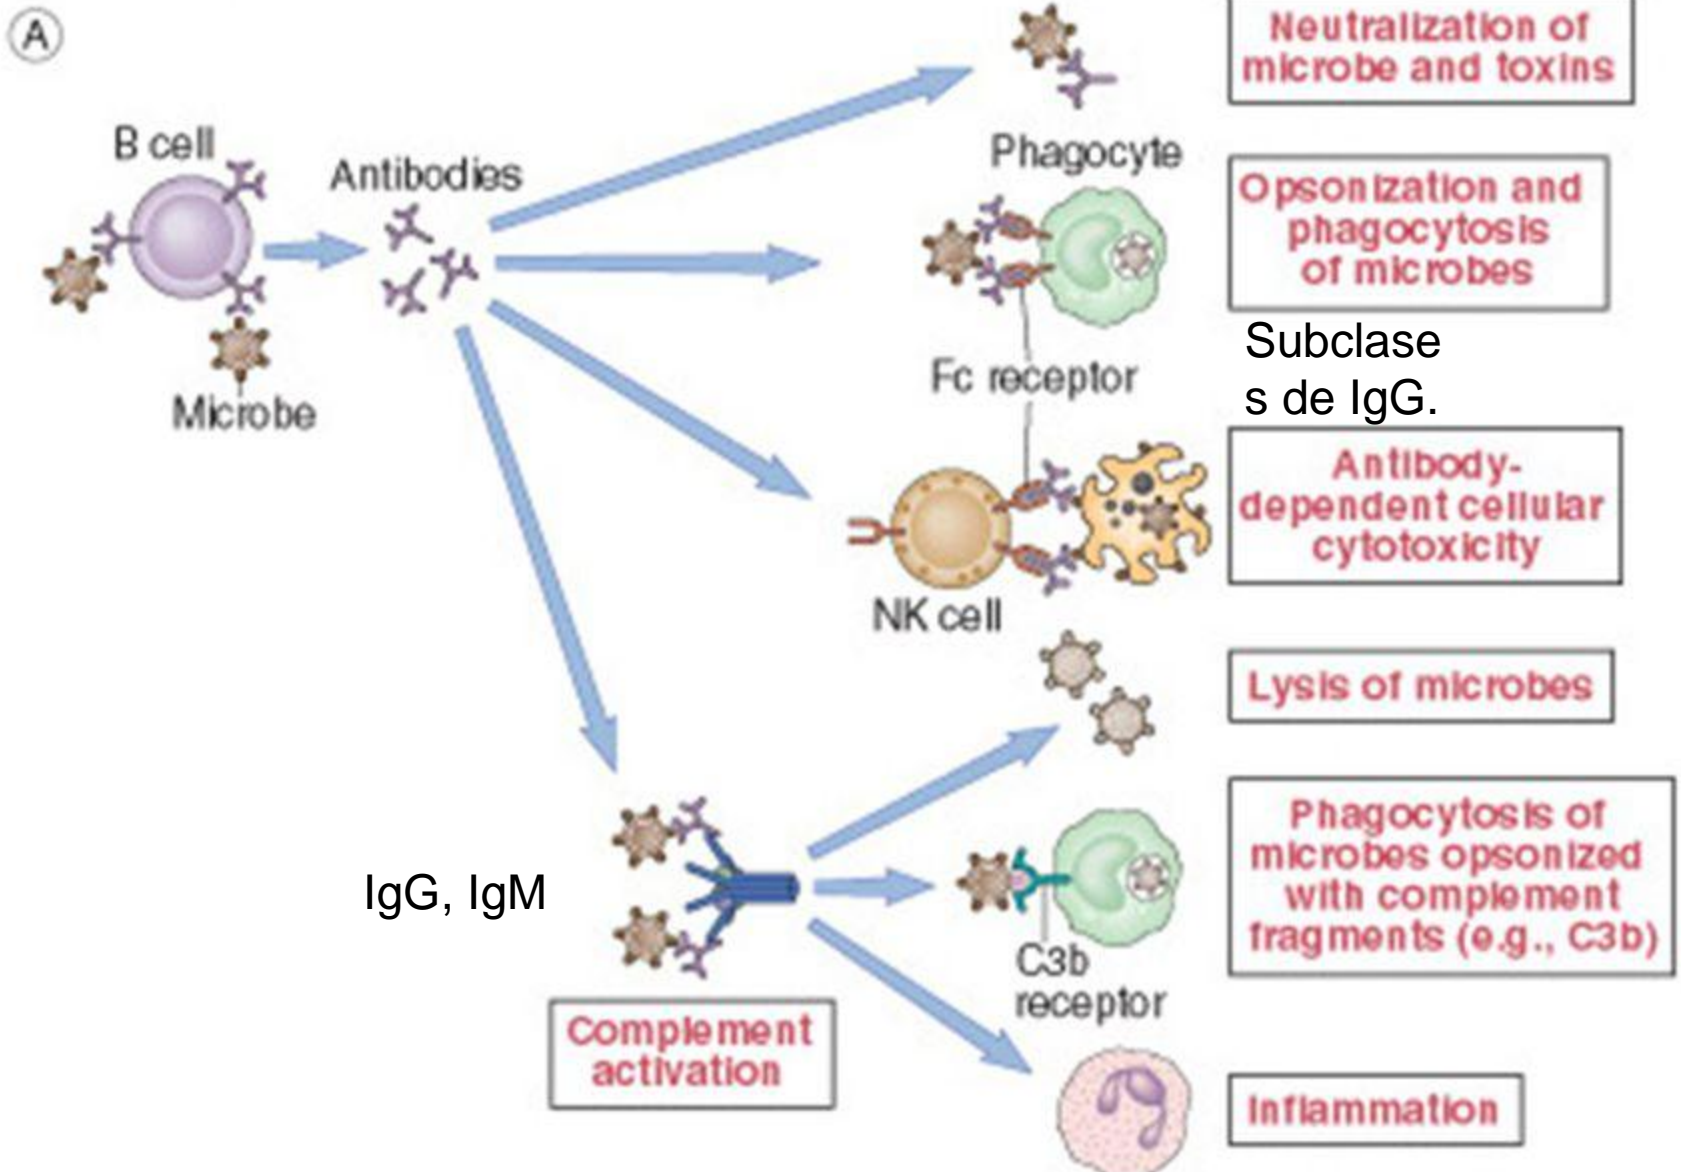 A
Neutralization of
microbe and toxins
B cell
Antibodies
Phagocyte
Opsonization and
phagocytosis
of microbes
Microbe
Fc receptor
Subclase
s de IgG.
Antibody-
dependent cellular
cytotoxicity
NK cell
Lysis of microbes
IgG, IgM
Phagocytosis of
microbes opsonized
with complement
fragments (e.g., C3b)
C3b
receptor
Complement
activation
Inflammation